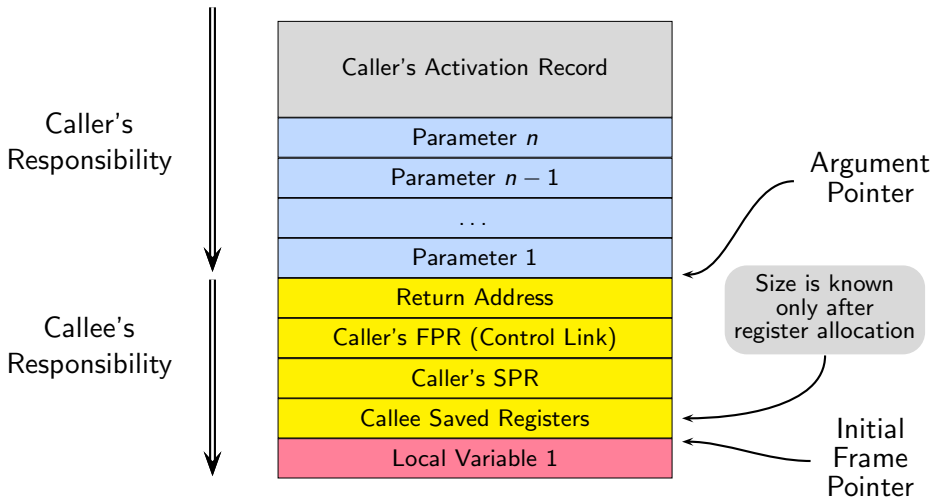 Caller's Activation Record
Caller's
Responsibility
Parameter n
Parameter n − 1
. . .
Parameter 1
Argument
Pointer
Callee's
Responsibility
Return Address
Caller's FPR (Control Link)
Caller's SPR
Callee Saved Registers
Local Variable 1
Size is known
only after
register allocation
Initial
Frame
Pointer